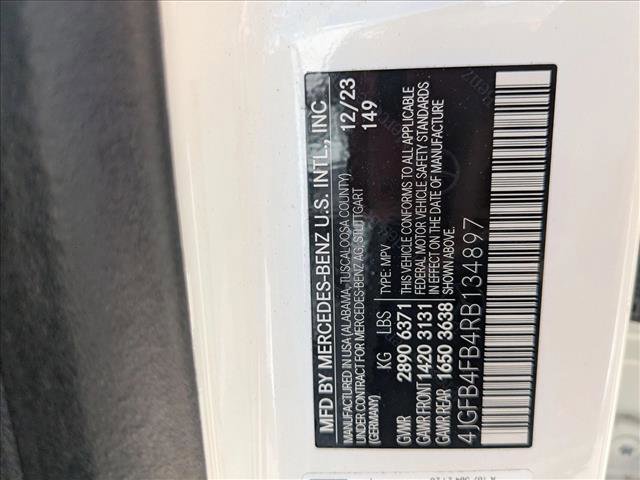 MFD BY MERCEDES-BENZ U.S. INTL., INC
MANUFACTURED IN USA (ALABAMA, TUSCALOOSA COUNTY)
UNDER CONTRACT FOR MERCEDES-BENZ AG, STUTTGART
(GERMANY)
12/23
149
KG LBS TYPE: MPV
GVWR 2890 6371
GAWR FRONT 1420 3131
GAWR REAR 1650 3638
THIS VEHICLE CONFORMS TO ALL APPLICABLE
FEDERAL MOTOR VEHICLE SAFETY STANDARDS
IN EFFECT ON THE DATE OF MANUFACTURE
SHOWN ABOVE.
4JGFB4FB4RB134897